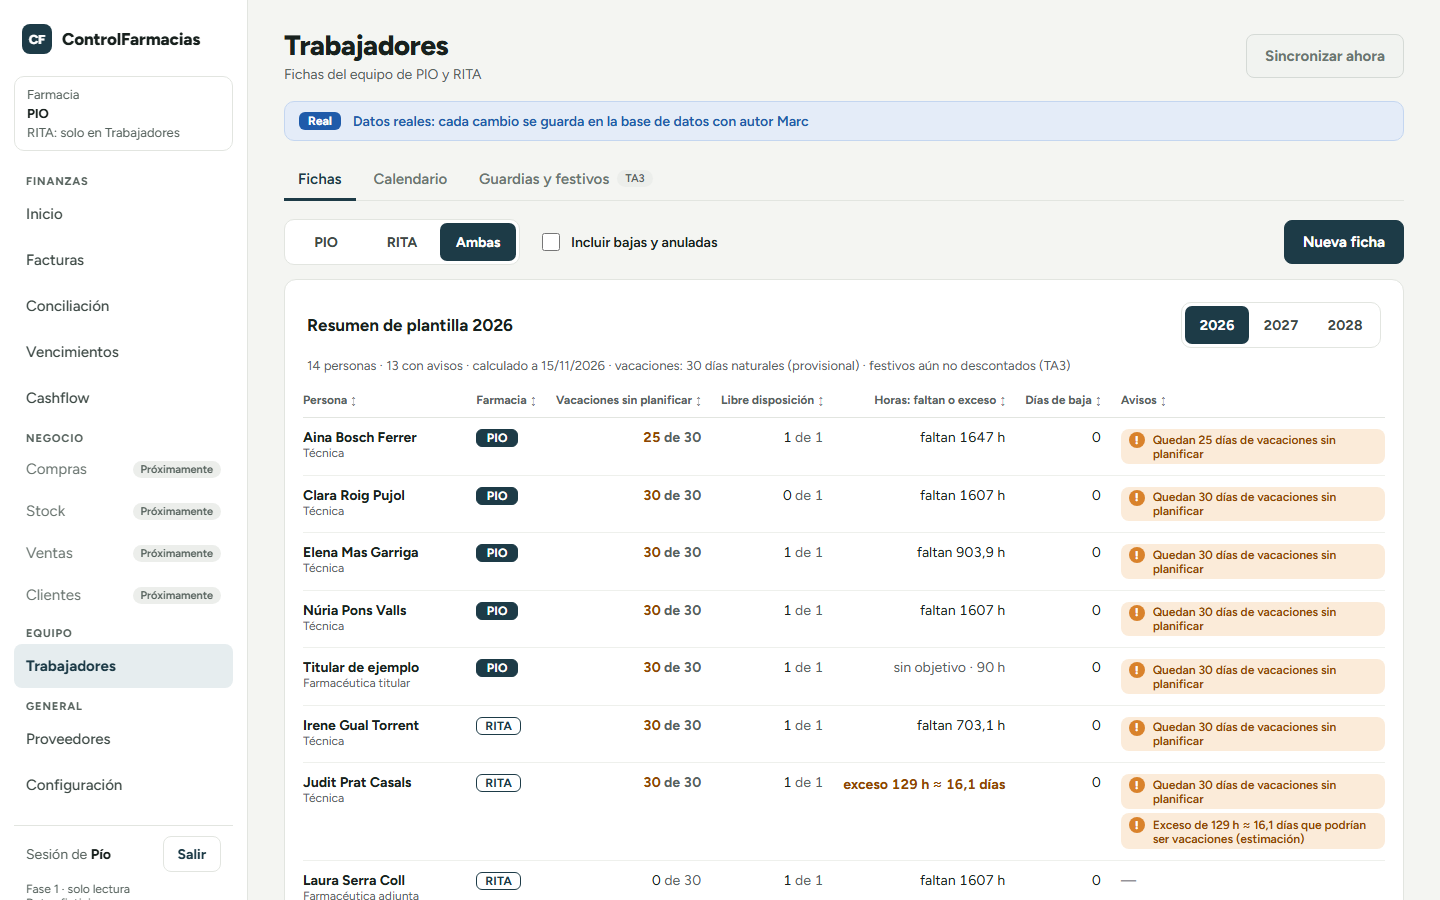 CF ControlFarmacias
Farmacia
PIO
RITA: solo en Trabajadores
FINANZAS
Inicio
Facturas
Conciliación
Vencimientos
Cashflow
NEGOCIO
Compras Próximamente
Stock Próximamente
Ventas Próximamente
Clientes Próximamente
EQUIPO
Trabajadores
GENERAL
Proveedores
Configuración
Sesión de Pío Salir
Fase 1 · solo lectura
Trabajadores
Fichas del equipo de PIO y RITA
Sincronizar ahora
Real Datos reales: cada cambio se guarda en la base de datos con autor Marc
Fichas Calendario Guardias y festivos TA3
PIO RITA Ambas Incluir bajas y anuladas Nueva ficha
Resumen de plantilla 2026 2026 2027 2028
14 personas · 13 con avisos · calculado a 15/11/2026 · vacaciones: 30 días naturales (provisional) · festivos aún no descontados (TA3)
Persona ↕ Farmacia ↕ Vacaciones sin planificar ↕ Libre disposición ↕ Horas: faltan o exceso ↕ Días de baja ↕ Avisos ↕
Aina Bosch Ferrer PIO 25 de 30 1 de 1 faltan 1647 h 0 ! Quedan 25 días de vacaciones sin
Técnica planificar
Clara Roig Pujol PIO 30 de 30 0 de 1 faltan 1607 h 0 ! Quedan 30 días de vacaciones sin
Técnica planificar
Elena Mas Garriga PIO 30 de 30 1 de 1 faltan 903,9 h 0 ! Quedan 30 días de vacaciones sin
Técnica planificar
Núria Pons Valls PIO 30 de 30 1 de 1 faltan 1607 h 0 ! Quedan 30 días de vacaciones sin
Técnica planificar
Titular de ejemplo PIO 30 de 30 1 de 1 sin objetivo · 90 h 0 ! Quedan 30 días de vacaciones sin
Farmacéutica titular planificar
Irene Gual Torrent RITA 30 de 30 1 de 1 faltan 703,1 h 0 ! Quedan 30 días de vacaciones sin
Técnica planificar
Judit Prat Casals RITA 30 de 30 1 de 1 exceso 129 h ≈ 16,1 días 0 ! Quedan 30 días de vacaciones sin
Técnica planificar
! Exceso de 129 h ≈ 16,1 días que podrían
ser vacaciones (estimación)
Laura Serra Coll RITA 0 de 30 1 de 1 faltan 1607 h 0 —
Farmacéutica adjunta